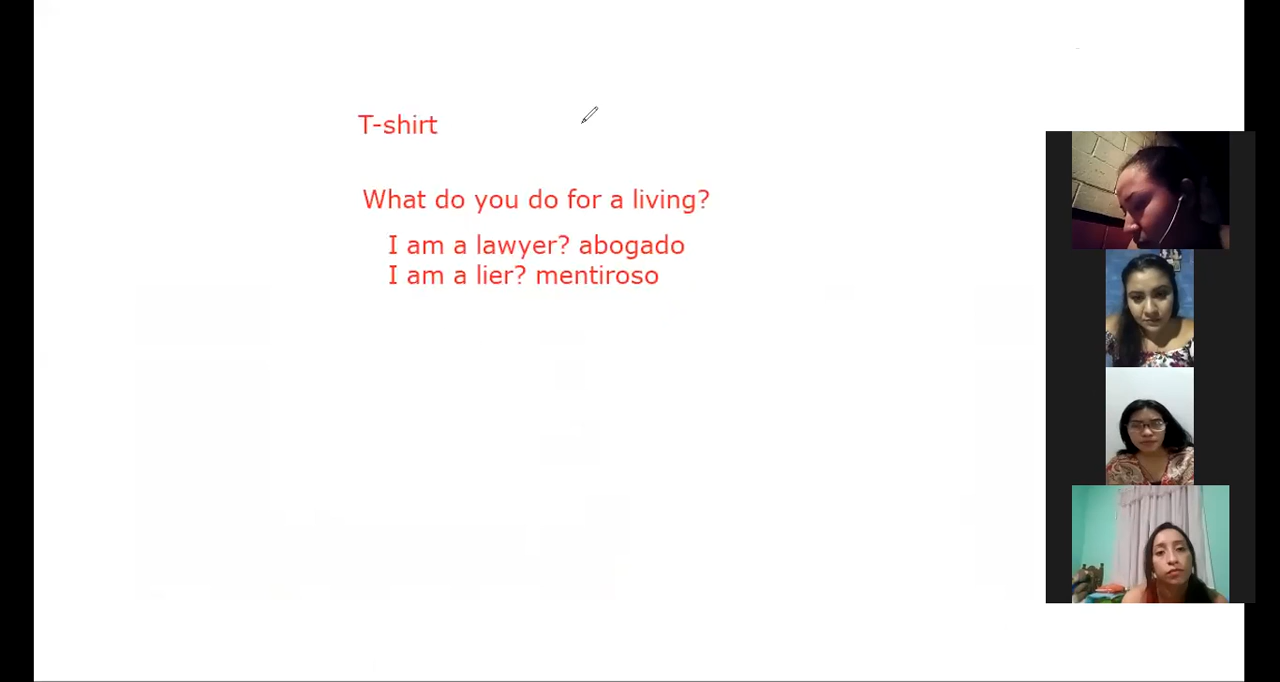 T-shirt
What do you do for a living?
I am a lawyer? abogado
I am a lier? mentiroso